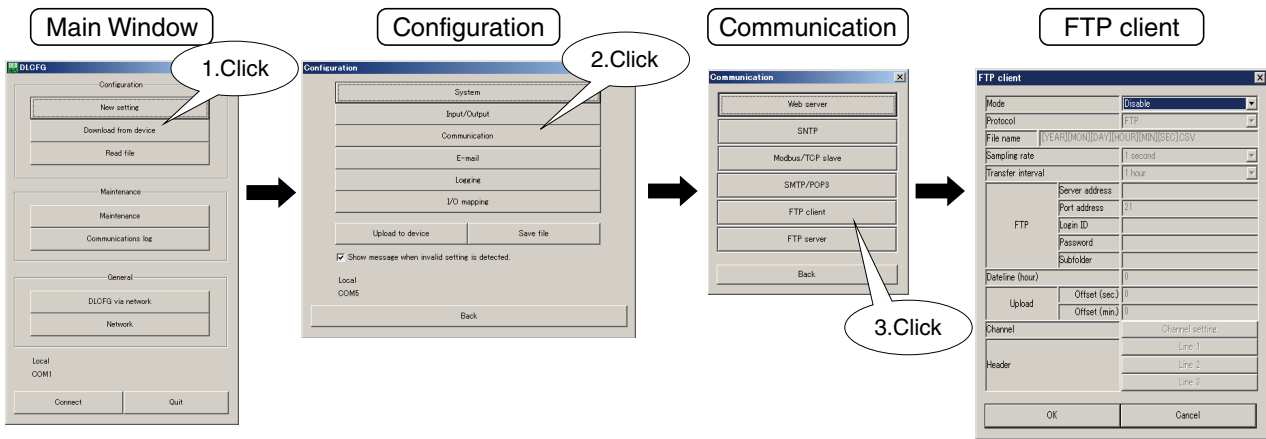 Main Window
Configuration
Communication
FTP client
DLCFG
1.Click
Configuration
New setting
Download from device
Read file
Maintenance
Maintenance
Communications log
General
DLCFG via network
Network
Local
COM1
Connect
Quit
Configuration
2.Click
System
Input/Output
Communication
E-mail
Logging
I/O mapping
Upload to device
Save file
Show message when invalid setting is detected.
Local
COM5
Back
Communication
Web server
SNTP
Modbus/TCP slave
SMTP/POP3
FTP client
FTP server
Back
3.Click
FTP client
Mode Disable
Protocol FTP
File name [YEAR][MON][DAY][HOUR][MIN][SEC].CSV
Sampling rate 1 second
Transfer interval 1 hour
FTP
Server address
Port address 21
Login ID
Password
Subfolder
Dateline (hour) 0
Upload
Offset (sec.) 0
Offset (min.) 0
Channel Channel setting
Header
Line 1
Line 2
Line 3
OK
Cancel